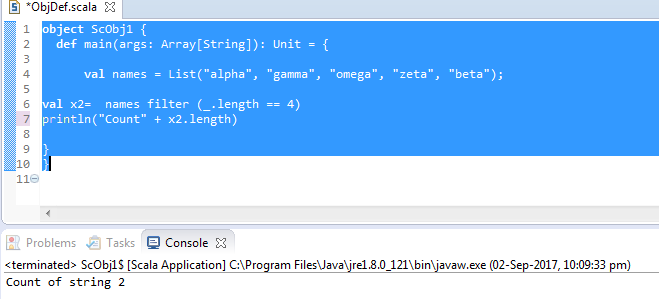 *ObjDef.scala
1 object ScObj1 {
2 def main(args: Array[String]): Unit = {
3
4 val names = List("alpha", "gamma", "omega", "zeta", "beta");
5
6 val x2= names filter (_.length == 4)
7 println("Count" + x2.length)
8
9 }
10 }
11
Problems Tasks Console
<terminated> ScObj1$ [Scala Application] C:\Program Files\Java\jre1.8.0_121\bin\javaw.exe (02-Sep-2017, 10:09:33 pm)
Count of string 2